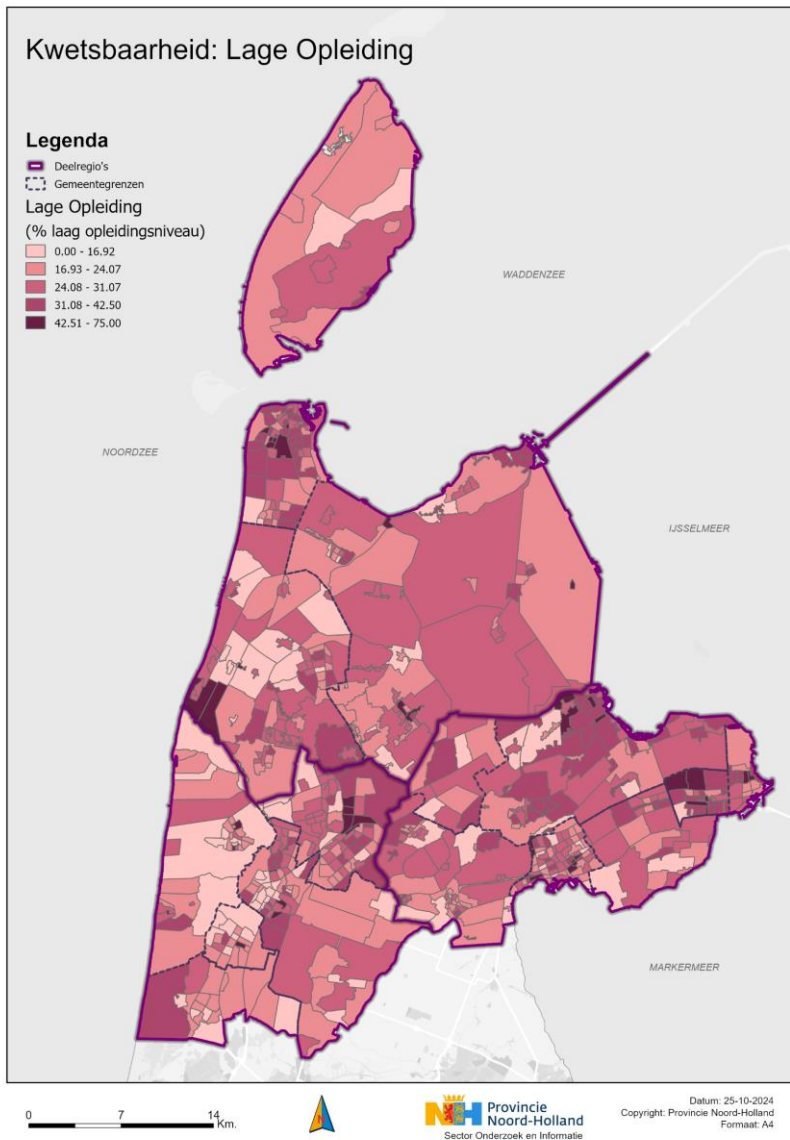 Kwetsbaarheid: Lage Opleiding
Legenda
Deelregio's
Gemeentegrenzen
Lage Opleiding
(% laag opleidingsniveau)
0.00 - 16.92
16.93 - 24.07
24.08 - 31.07
31.08 - 42.50
42.51 - 75.00
WADDENZEE
NOORDZEE
IJSSELMEER
MARKERMEER
0 7 14 Km.
N
NH Provincie
Noord-Holland
Sector Onderzoek en Informatie
Datum: 25-10-2024
Copyright: Provincie Noord-Holland
Formaat: A4